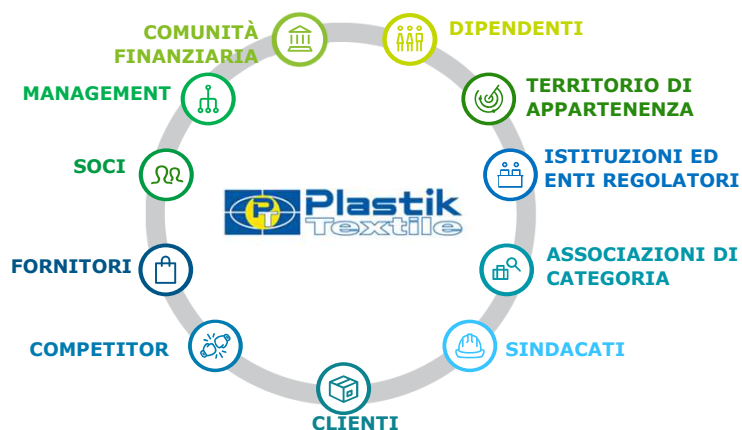 COMUNITÀ
FINANZIARIA
DIPENDENTI
MANAGEMENT
TERRITORIO DI
APPARTENENZA
SOCI
ISTITUZIONI ED
ENTI REGOLATORI
PT Plastik
Textile
FORNITORI
ASSOCIAZIONI DI
CATEGORIA
COMPETITOR
SINDACATI
CLIENTI